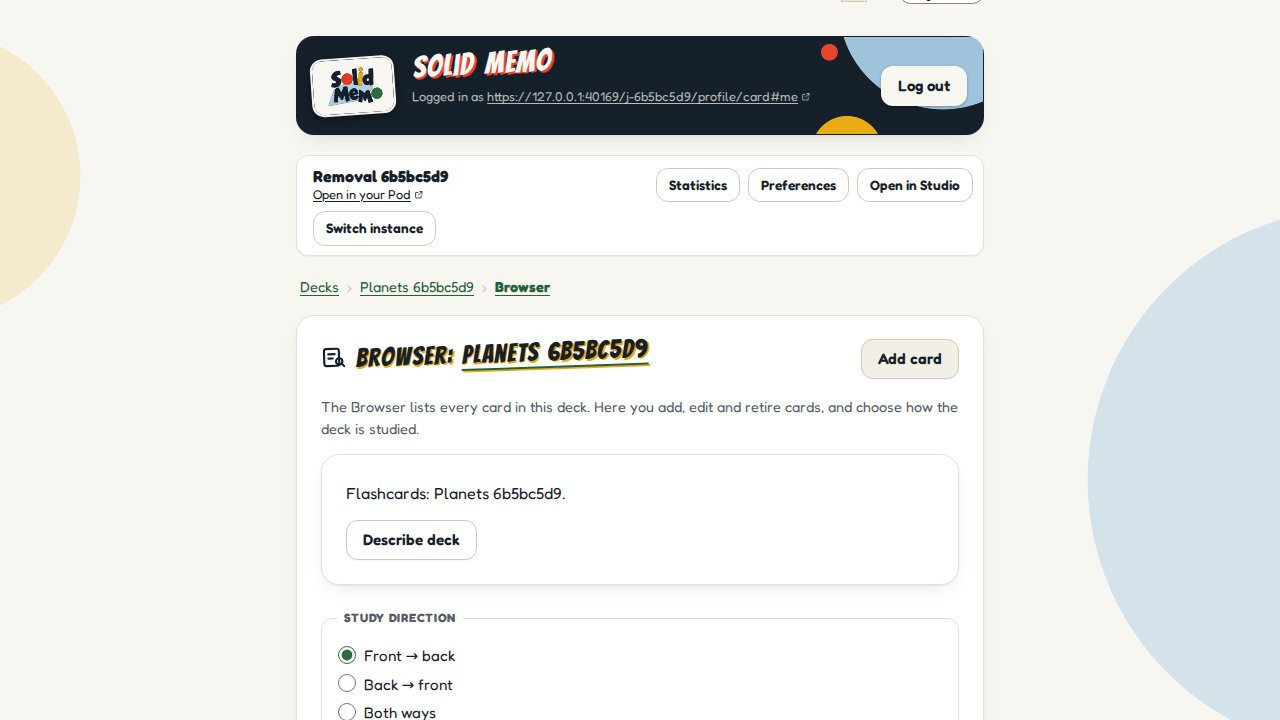 Solid Memo
SOLID MEMO
Logged in as https://127.0.0.1:40169/j-6b5bc5d9/profile/card#me
Log out
Removal 6b5bc5d9
Open in your Pod
Statistics
Preferences
Open in Studio
Switch instance
Decks › Planets 6b5bc5d9 › Browser
BROWSER: PLANETS 6B5BC5D9
Add card
The Browser lists every card in this deck. Here you add, edit and retire cards, and choose how the
deck is studied.
Flashcards: Planets 6b5bc5d9.
Describe deck
STUDY DIRECTION
Front → back
Back → front
Both ways